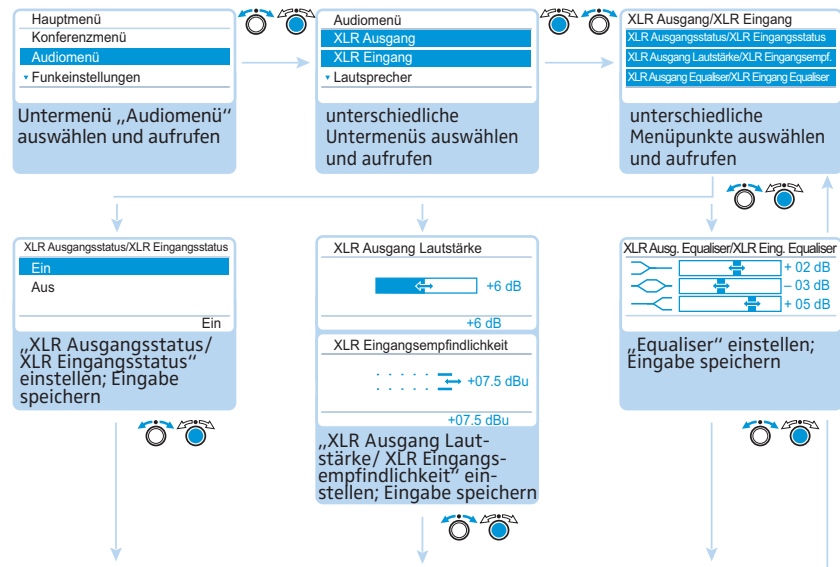 Hauptmenü
Konferenzmenü
Audiomenü
Funkeinstellungen
Untermenü „Audiomenü“
auswählen und aufrufen
Audiomenü
XLR Ausgang
XLR Eingang
Lautsprecher
unterschiedliche
Untermenüs auswählen
und aufrufen
XLR Ausgang/XLR Eingang
XLR Ausgangsstatus/XLR Eingangsstatus
XLR Ausgang Lautstärke/XLR Eingangsempf.
XLR Ausgang Equaliser/XLR Eingang Equaliser
unterschiedliche
Menüpunkte auswählen
und aufrufen
XLR Ausgangsstatus/XLR Eingangsstatus
Ein
Aus
Ein
„XLR Ausgangsstatus/
XLR Eingangsstatus“
einstellen; Eingabe
speichern
XLR Ausgang Lautstärke
+6 dB
+6 dB
XLR Eingangsempfindlichkeit
+07.5 dBu
+07.5 dBu
„XLR Ausgang Laut-
stärke/ XLR Eingangs-
empfindlichkeit“ ein-
stellen; Eingabe speichern
XLR Ausg. Equaliser/XLR Eing. Equaliser
+ 02 dB
– 03 dB
+ 05 dB
„Equaliser“ einstellen;
Eingabe speichern